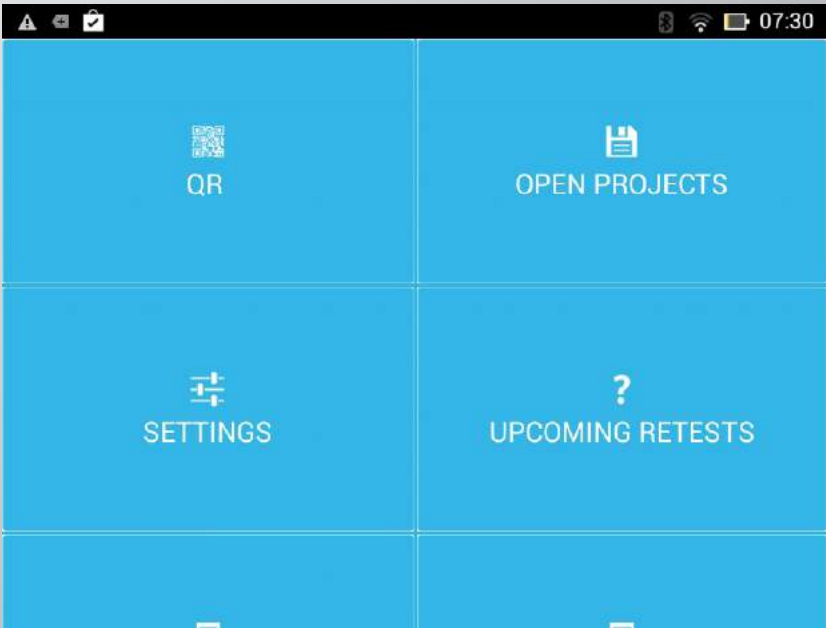 07:30
QR
OPEN PROJECTS
SETTINGS
?
UPCOMING RETESTS